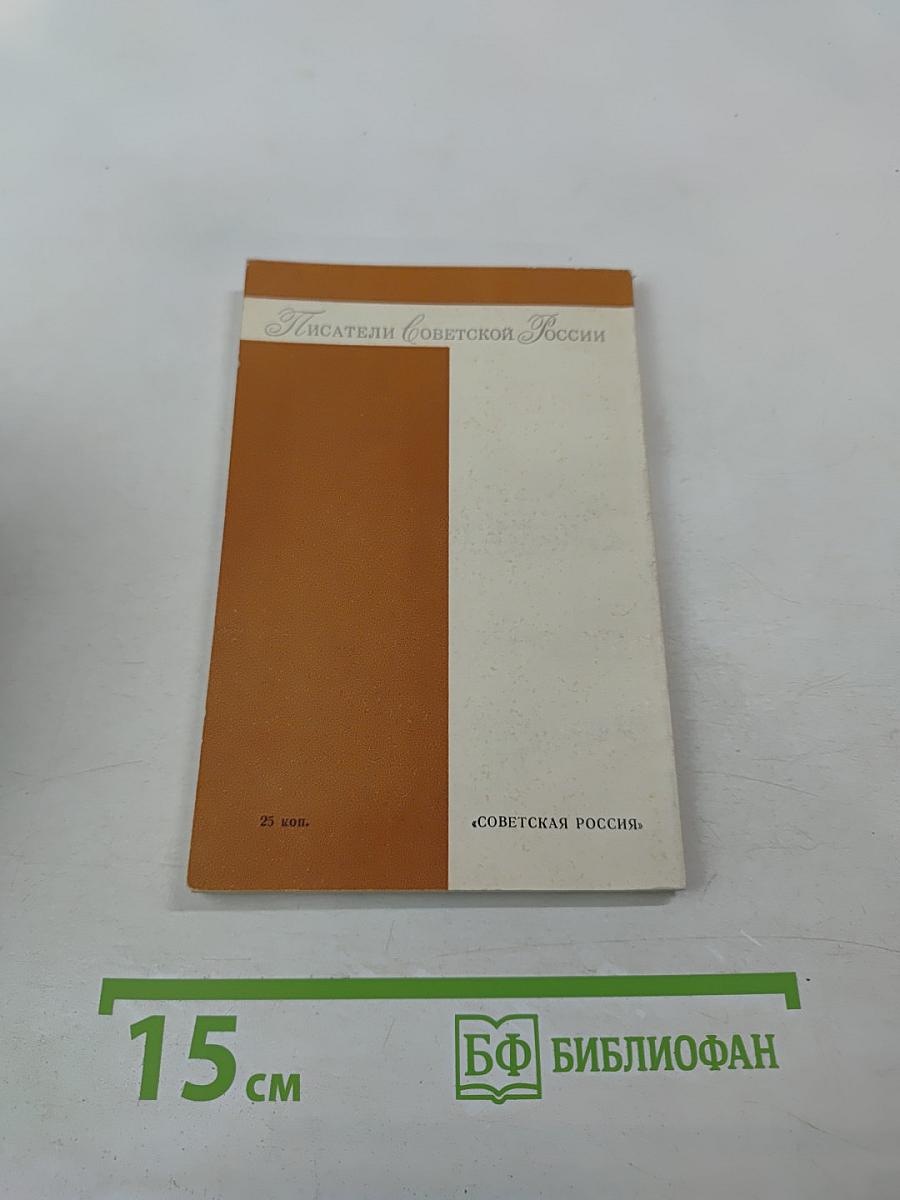 Писатели Советской России
25 коп.
«СОВЕТСКАЯ РОССИЯ»
15 см
БФ БИБЛИОФАН